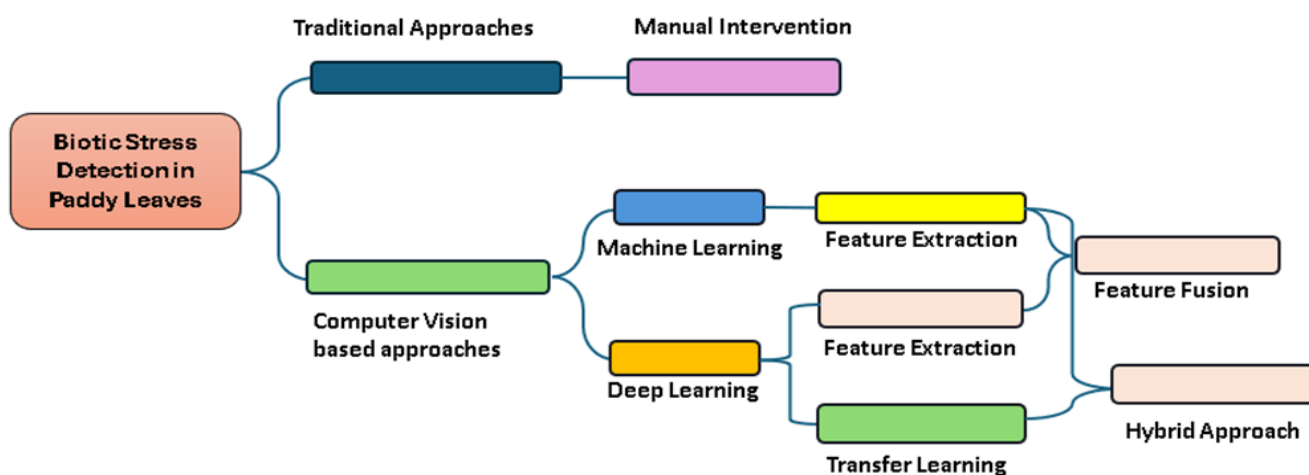 Traditional Approaches
Manual Intervention
Biotic Stress
Detection in
Paddy Leaves
Machine Learning
Feature Extraction
Feature Fusion
Computer Vision
based approaches
Feature Extraction
Deep Learning
Hybrid Approach
Transfer Learning